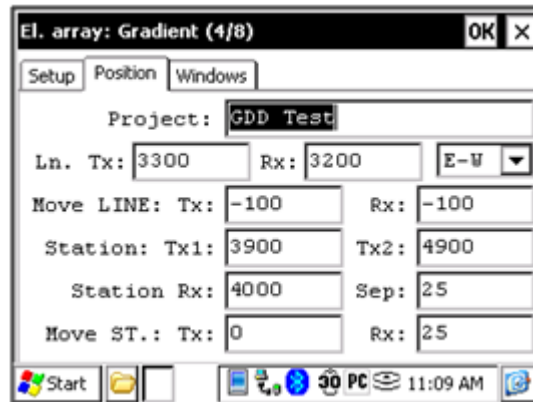 El. array: Gradient (4/8) OK ×
Setup Position Windows
Project: GDD Test
Ln. Tx: 3300 Rx: 3200 E-W
Move LINE: Tx: -100 Rx: -100
Station: Tx1: 3900 Tx2: 4900
Station Rx: 4000 Sep: 25
Move ST.: Tx: 0 Rx: 25
Start PC 11:09 AM